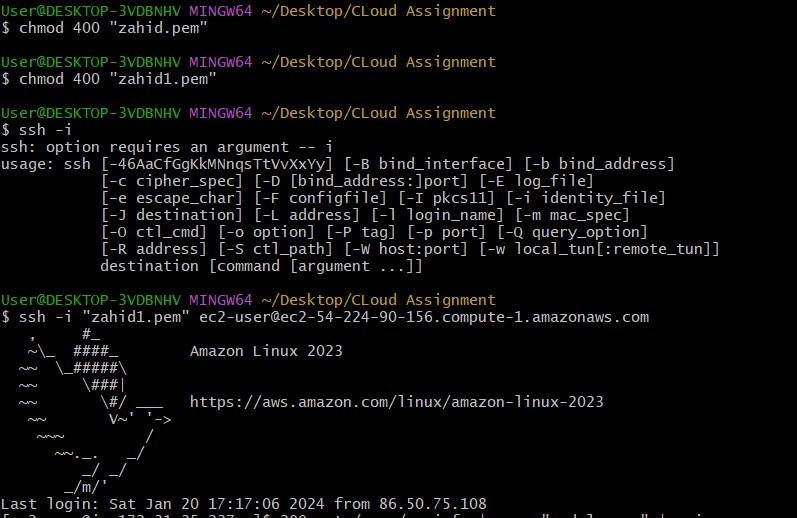 User@DESKTOP-3VDBNHV MINGW64 ~/Desktop/CLoud Assignment
$ chmod 400 "zahid.pem"

User@DESKTOP-3VDBNHV MINGW64 ~/Desktop/CLoud Assignment
$ chmod 400 "zahid1.pem"

User@DESKTOP-3VDBNHV MINGW64 ~/Desktop/CLoud Assignment
$ ssh -i
ssh: option requires an argument -- i
usage: ssh [-46AaCfGgKkMNnqsTtVvXxYy] [-B bind_interface] [-b bind_address]
           [-c cipher_spec] [-D [bind_address:]port] [-E log_file]
           [-e escape_char] [-F configfile] [-I pkcs11] [-i identity_file]
           [-J destination] [-L address] [-l login_name] [-m mac_spec]
           [-O ctl_cmd] [-o option] [-P tag] [-p port] [-Q query_option]
           [-R address] [-S ctl_path] [-W host:port] [-w local_tun[:remote_tun]]
           destination [command [argument ...]]

User@DESKTOP-3VDBNHV MINGW64 ~/Desktop/CLoud Assignment
$ ssh -i "zahid1.pem" ec2-user@ec2-54-224-90-156.compute-1.amazonaws.com
   ,     #_
   ~\_  ####_        Amazon Linux 2023
  ~~  \_#####\
  ~~     \###|
  ~~       \#/ ___   https://aws.amazon.com/linux/amazon-linux-2023
   ~~       V~' '->
    ~~~         /
      ~~._.   _/
         _/ _/
       _/m/'
Last login: Sat Jan 20 17:17:06 2024 from 86.50.75.108